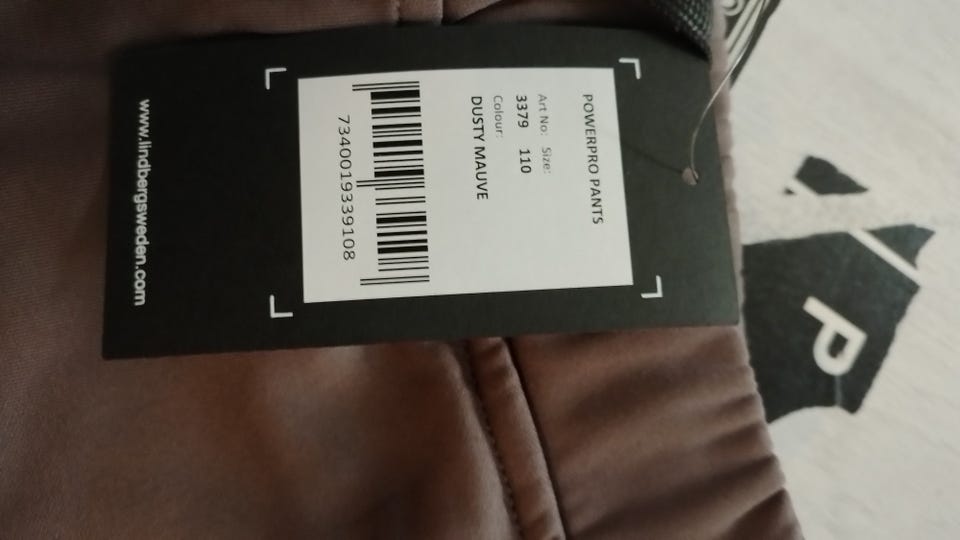 POWERPRO PANTS
Art No: Size:
3379 110
Colour:
DUSTY MAUVE
7340019339108
www.lindbergsweden.com
P